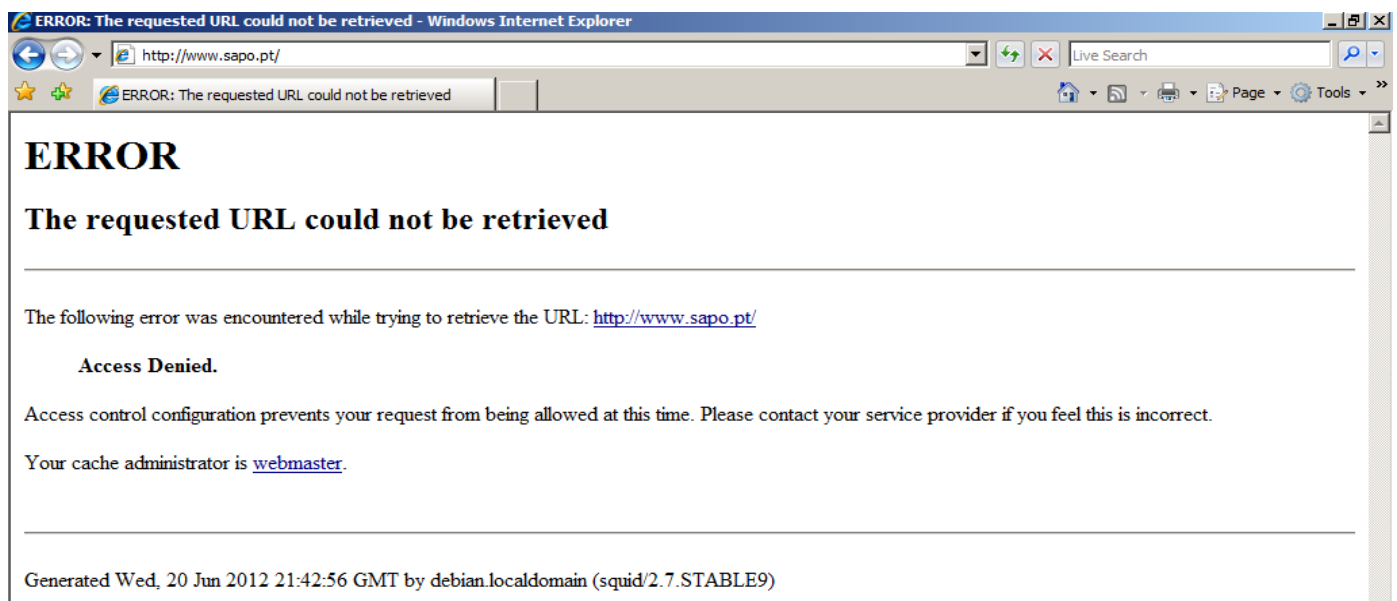 ERROR: The requested URL could not be retrieved - Windows Internet Explorer
http://www.sapo.pt/
Live Search
ERROR: The requested URL could not be retrieved
Page
Tools
ERROR
The requested URL could not be retrieved
The following error was encountered while trying to retrieve the URL: http://www.sapo.pt/
Access Denied.
Access control configuration prevents your request from being allowed at this time. Please contact your service provider if you feel this is incorrect.
Your cache administrator is webmaster.
Generated Wed, 20 Jun 2012 21:42:56 GMT by debian.localdomain (squid/2.7.STABLE9)